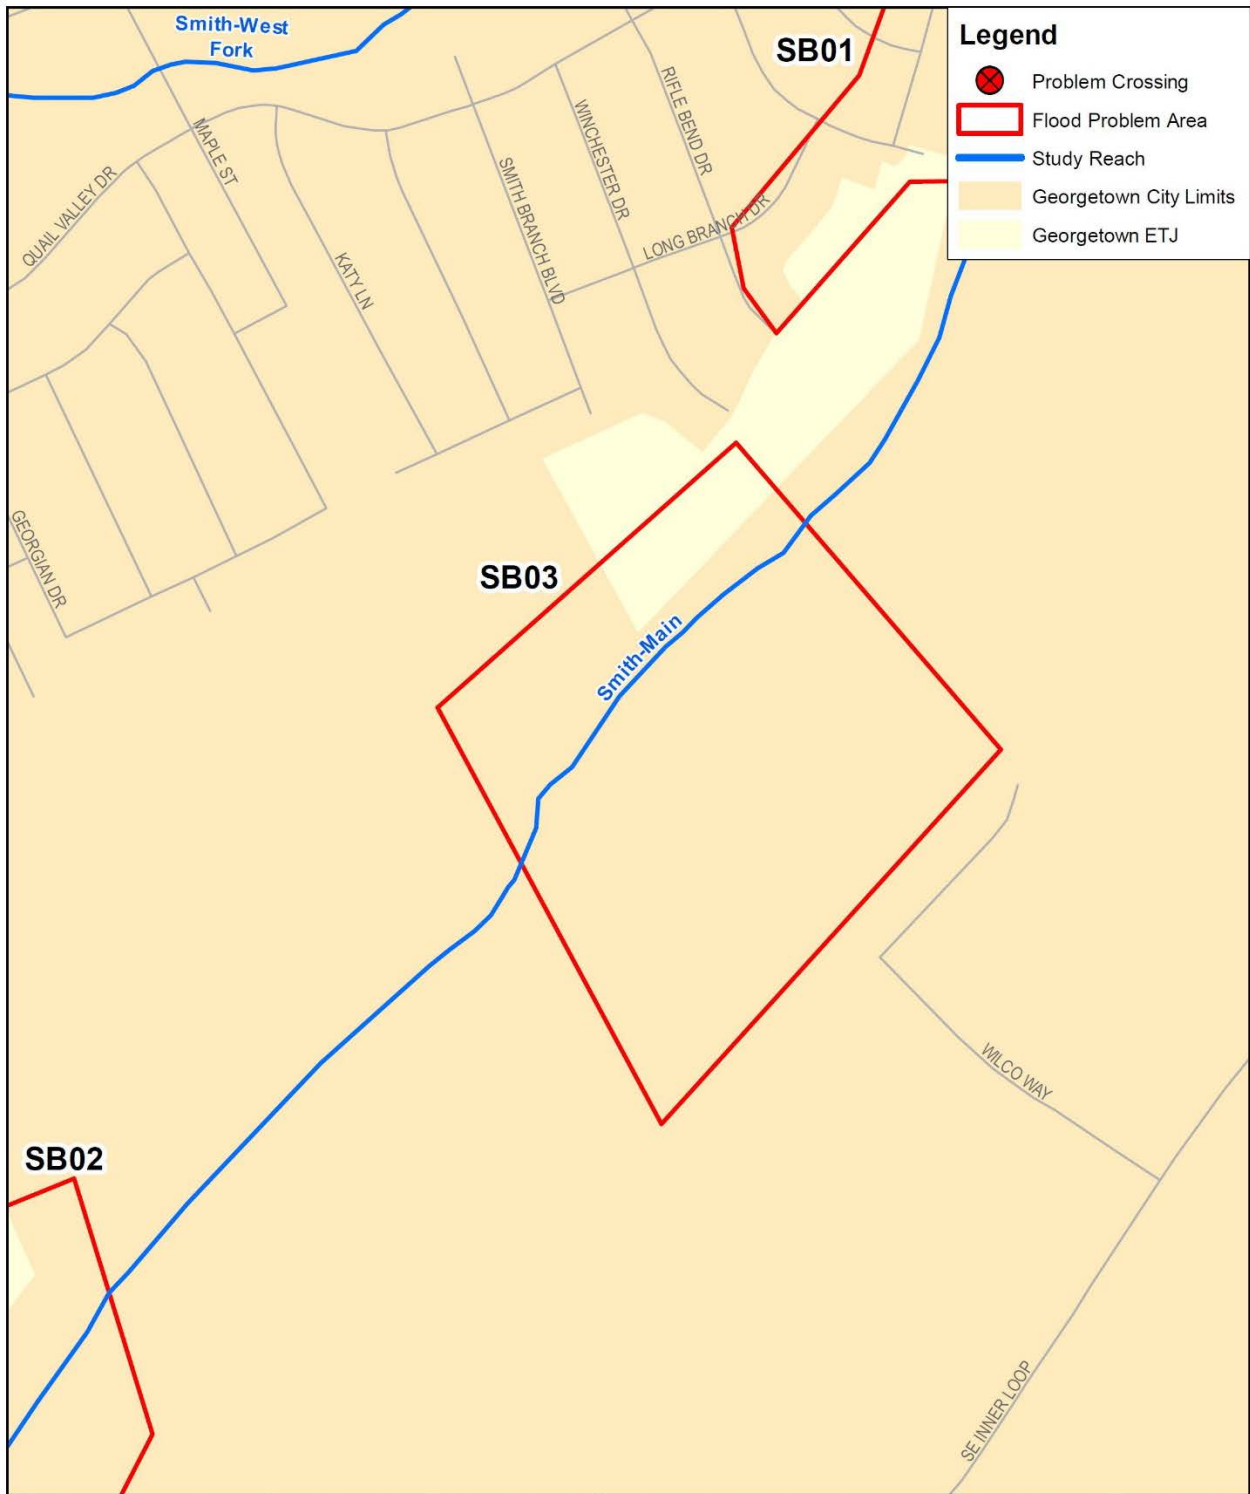 Smith-West
Fork
SB01
Legend
Problem Crossing
Flood Problem Area
Study Reach
Georgetown City Limits
Georgetown ETJ
MAPLE ST
QUAIL VALLEY DR
KATY LN
SMITH BRANCH BLVD
WINCHESTER DR
RIFLE BEND DR
LONG BRANCH DR
GEORGIAN DR
SB03
Smith-Main
WILCO WAY
SB02
SE INNER LOOP